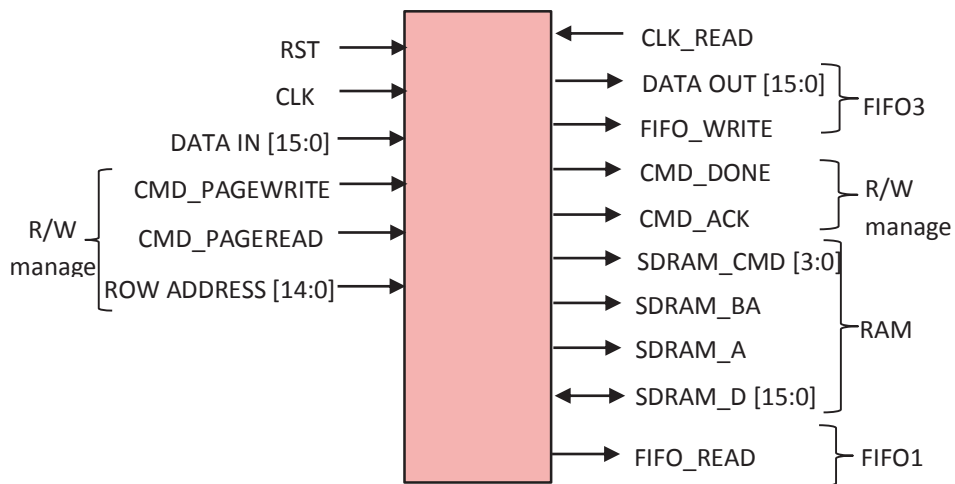 RST
CLK
DATA IN [15:0]
CMD_PAGEWRITE
CMD_PAGEREAD
ROW ADDRESS [14:0]
R/W
manage
CLK_READ
DATA OUT [15:0]
FIFO_WRITE
FIFO3
CMD_DONE
CMD_ACK
R/W
manage
SDRAM_CMD [3:0]
SDRAM_BA
SDRAM_A
SDRAM_D [15:0]
RAM
FIFO_READ
FIFO1